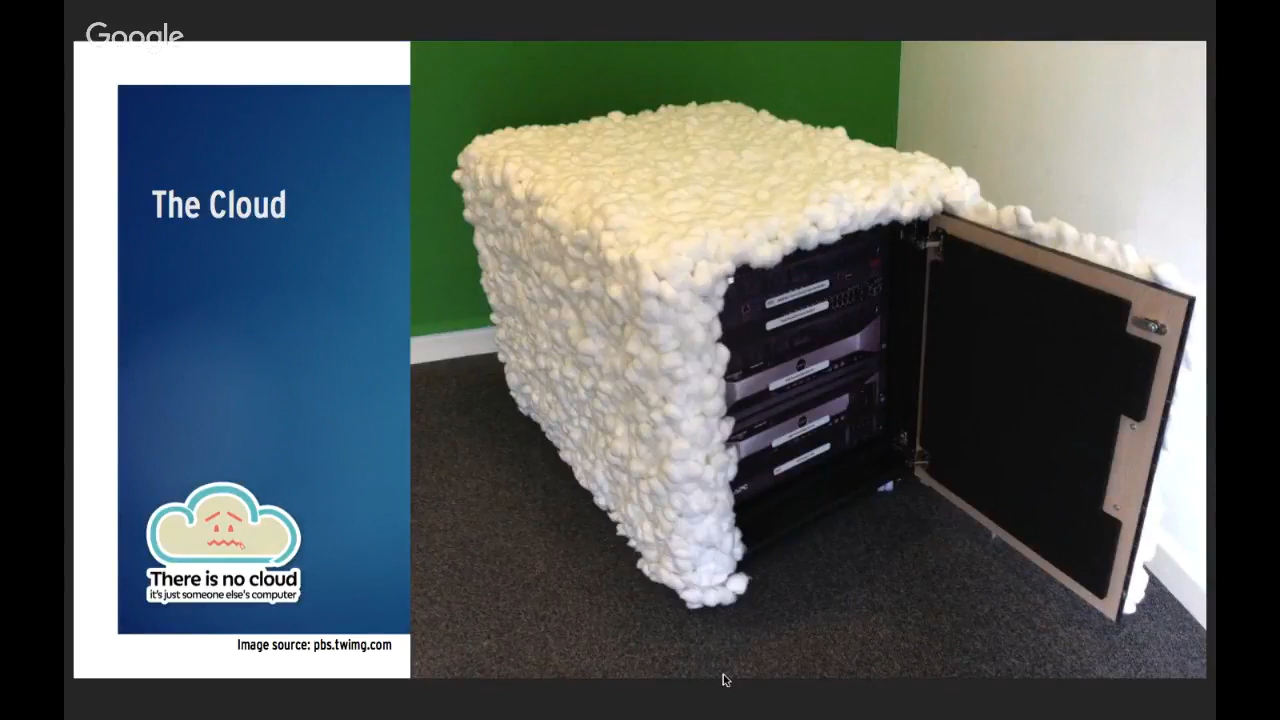 Google
The Cloud
There is no cloud
it's just someone else's computer
Image source: pbs.twimg.com